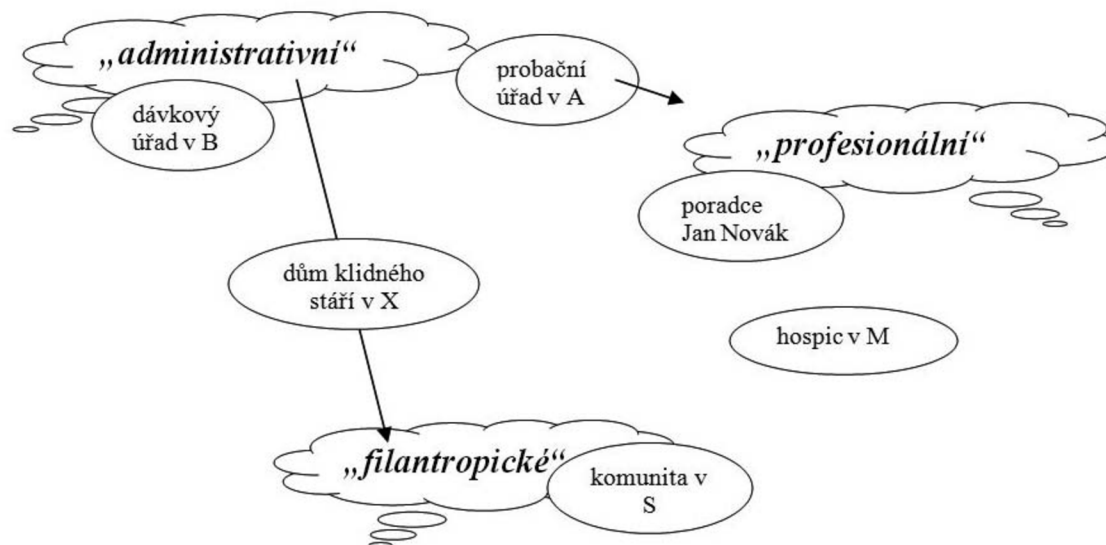 „administrativní“
probační
úřad v A
dávkový
úřad v B
„profesionální“
poradce
Jan Novák
dům klidného
stáří v X
hospic v M
„filantropické“
komunita v
S